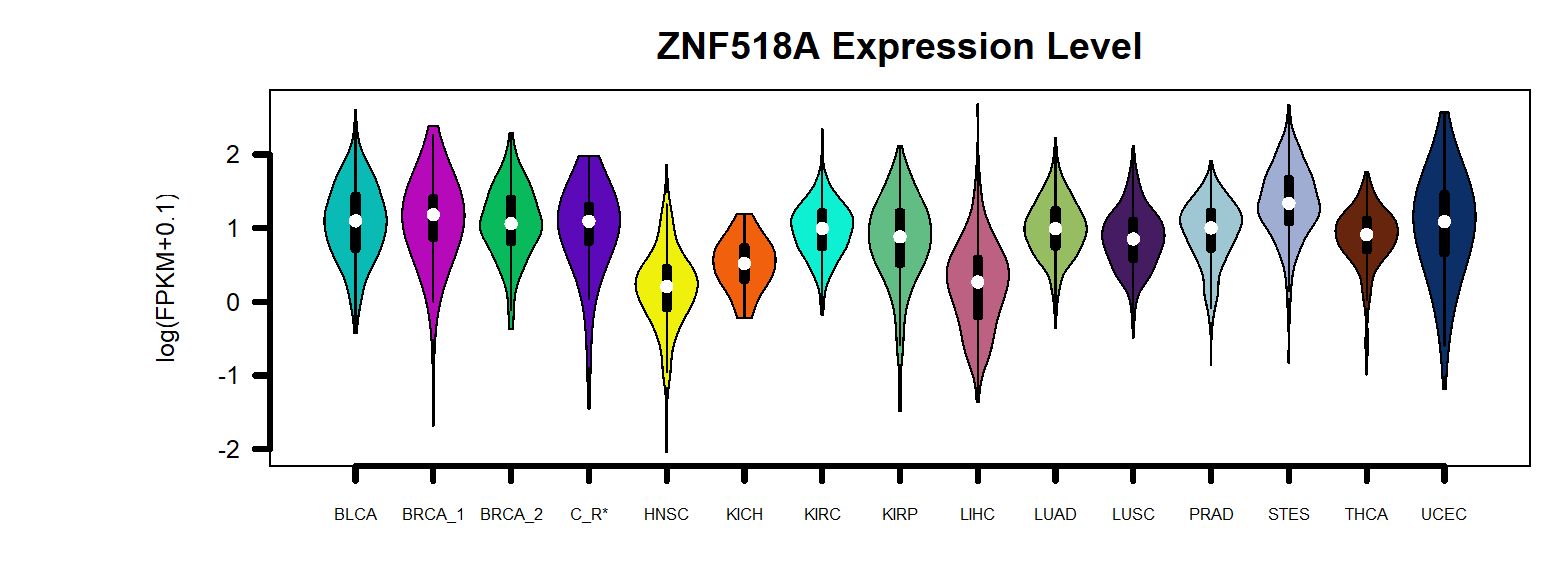 ZNF518A Expression Level
log(FPKM+0.1)
2
1
0
-1
-2
BLCA BRCA_1 BRCA_2 C_R* HNSC KICH KIRC KIRP LIHC LUAD LUSC PRAD STES THCA UCEC